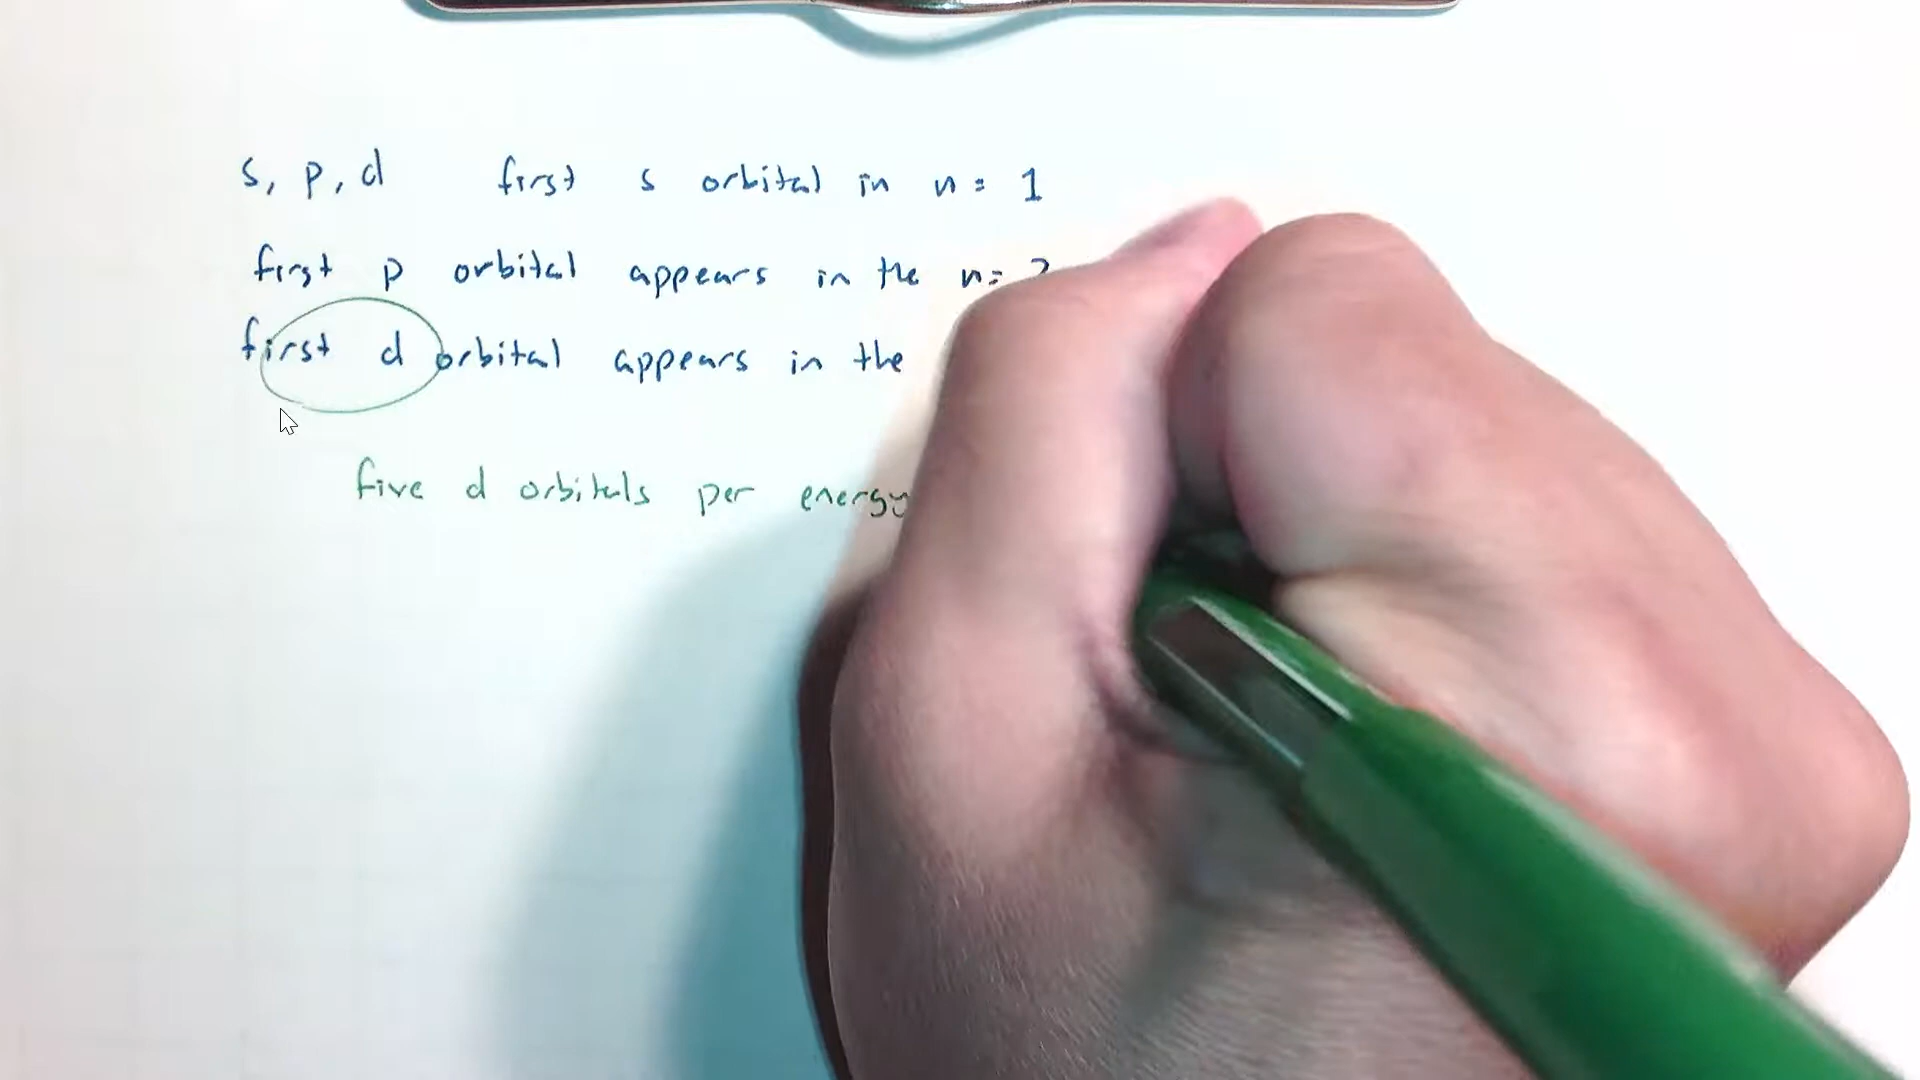 s, p, d first s orbital in n = 1
first p orbital appears in the n=
first d orbital appears in the
five d orbitals per energy